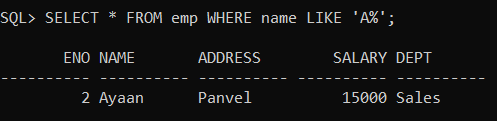 SQL> SELECT * FROM emp WHERE name LIKE 'A%';
ENO NAME       ADDRESS        SALARY DEPT
---------- ---------- ---------- ---------- ----------
2 Ayaan      Panvel          15000 Sales